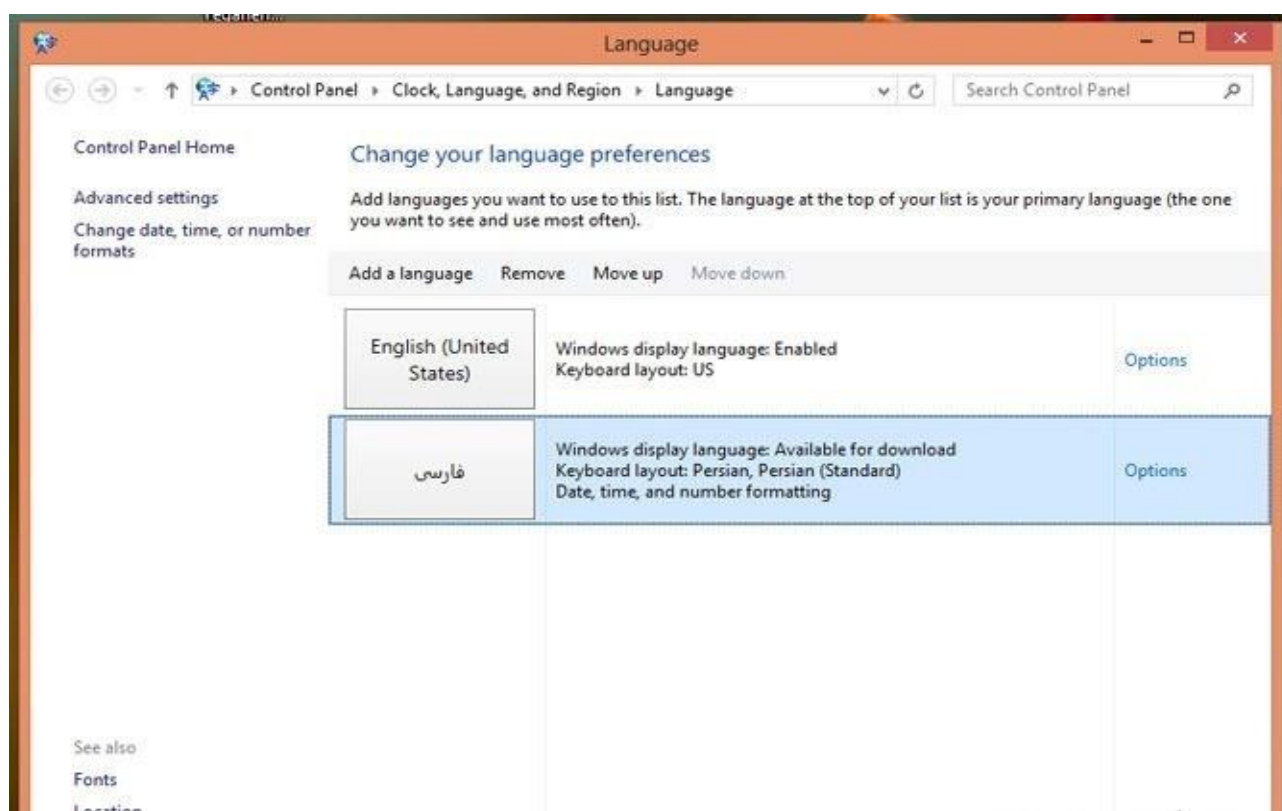 Language
Control Panel ▸ Clock, Language, and Region ▸ Language
Search Control Panel
Control Panel Home
Advanced settings
Change date, time, or number
formats
Change your language preferences
Add languages you want to use to this list. The language at the top of your list is your primary language (the one
you want to see and use most often).
Add a language Remove Move up Move down
English (United
States)
Windows display language: Enabled
Keyboard layout: US
Options
فارسی
Windows display language: Available for download
Keyboard layout: Persian, Persian (Standard)
Date, time, and number formatting
Options
See also
Fonts